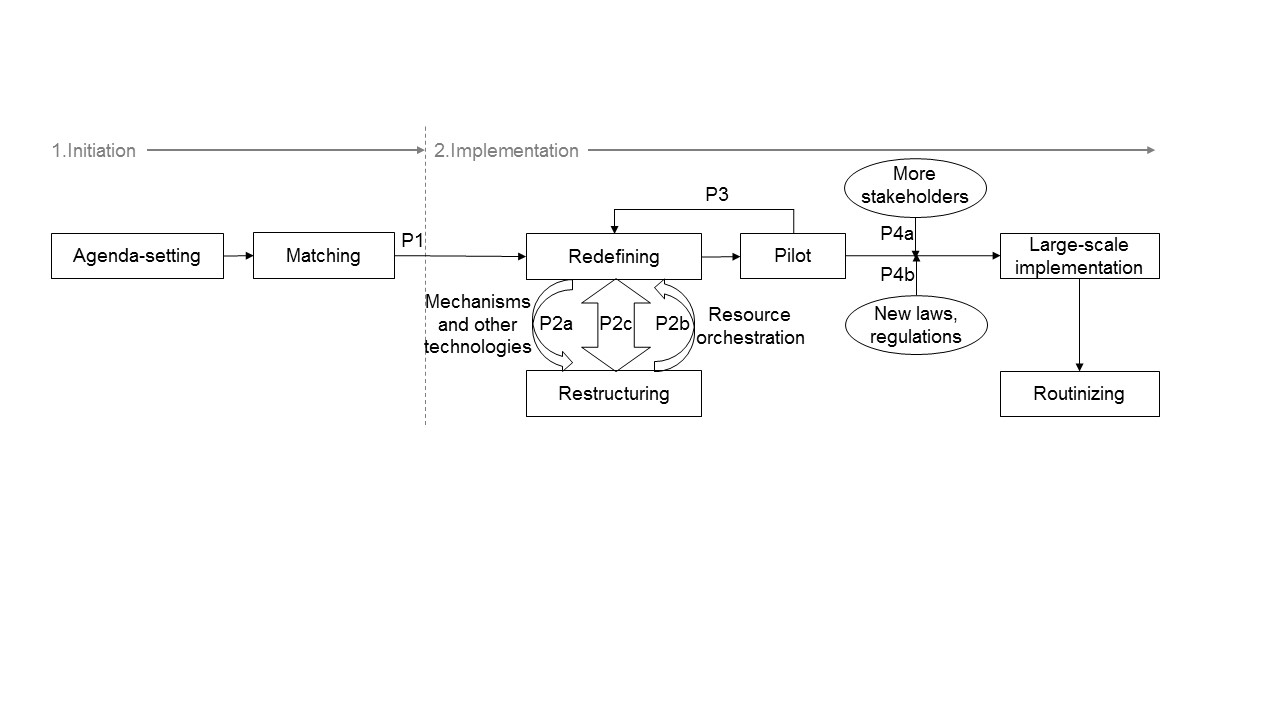 1.Initiation
2.Implementation
More
stakeholders
P3
P4a
Agenda-setting
Matching
P1
Redefining
Pilot
Large-scale
implementation
P4b
Mechanisms
and other
technologies
P2a
P2c
P2b
Resource
orchestration
New laws,
regulations
Restructuring
Routinizing